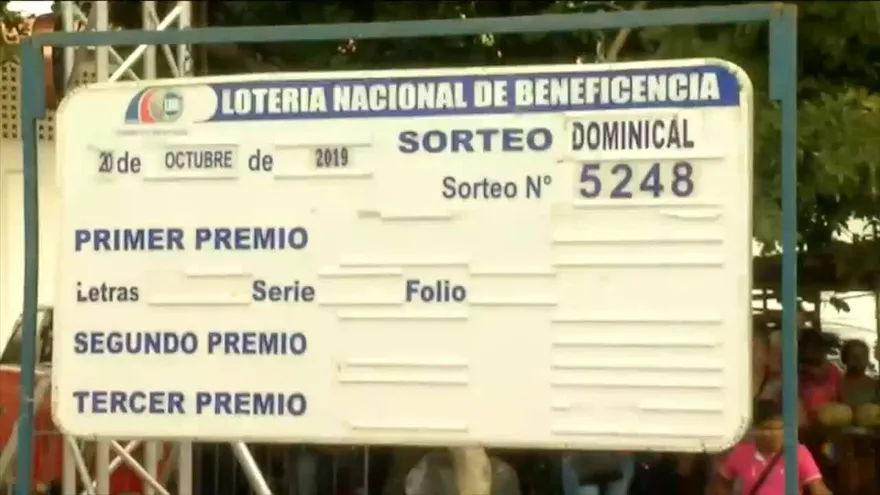 LOTERIA NACIONAL DE BENEFICENCIA
20 de OCTUBRE de 2019 SORTEO DOMINICAL
Sorteo Nº 5248
PRIMER PREMIO
Letras Serie Folio
SEGUNDO PREMIO
TERCER PREMIO